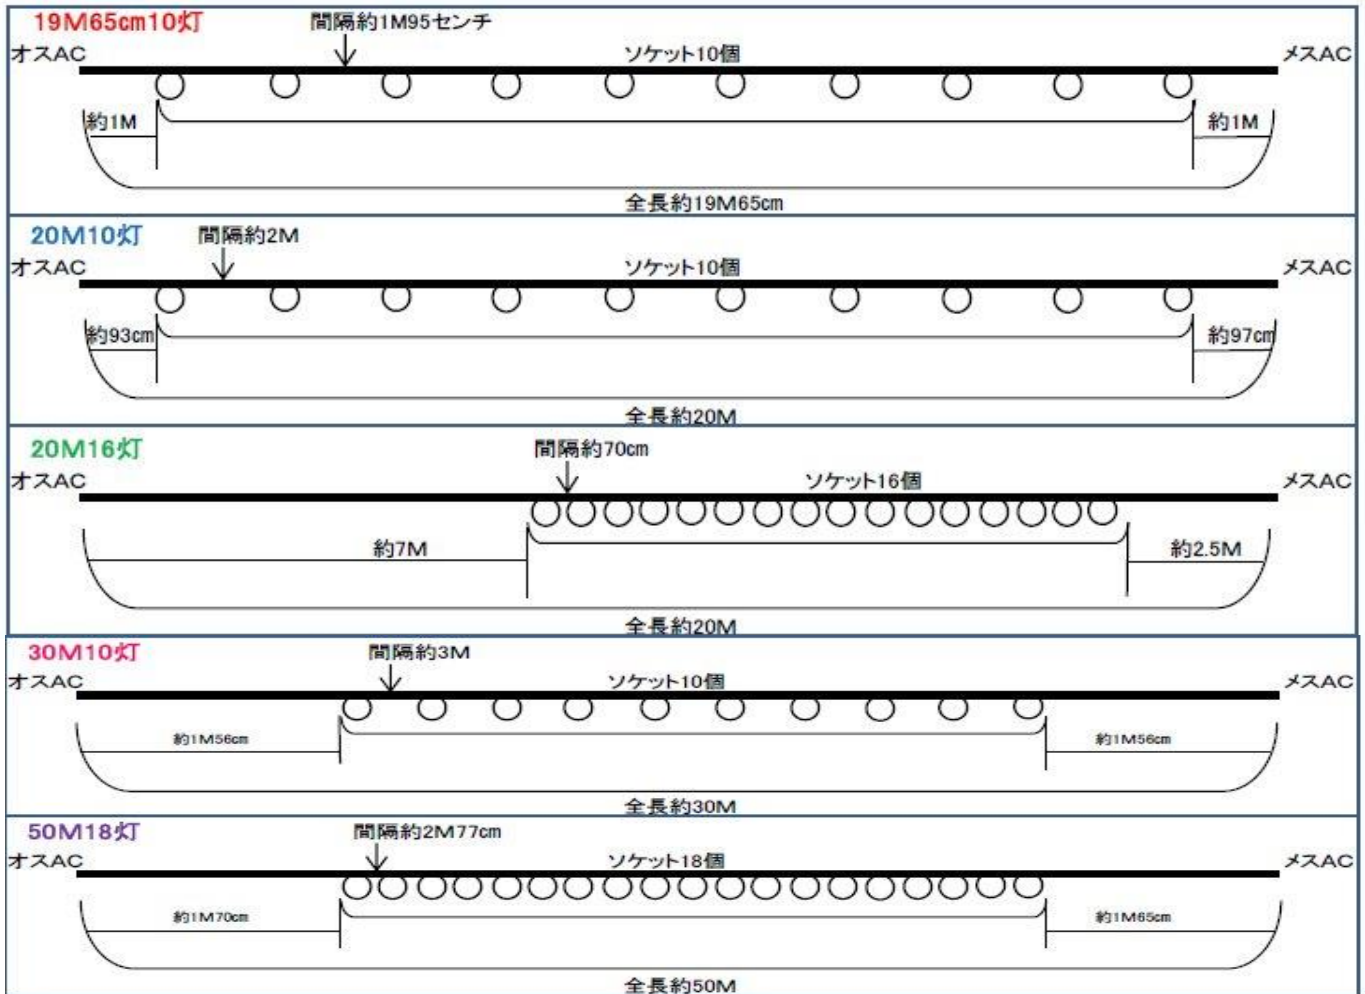 19M65cm10灯
間隔約1M95センチ
オスAC
ソケット10個
メスAC
約1M
約1M
全長約19M65cm
20M10灯
間隔約2M
オスAC
ソケット10個
メスAC
約93cm
約97cm
全長約20M
20M16灯
間隔約70cm
オスAC
ソケット16個
メスAC
約7M
約2.5M
全長約20M
30M10灯
間隔約3M
オスAC
ソケット10個
メスAC
約1M56cm
約1M56cm
全長約30M
50M18灯
間隔約2M77cm
オスAC
ソケット18個
メスAC
約1M70cm
約1M65cm
全長約50M